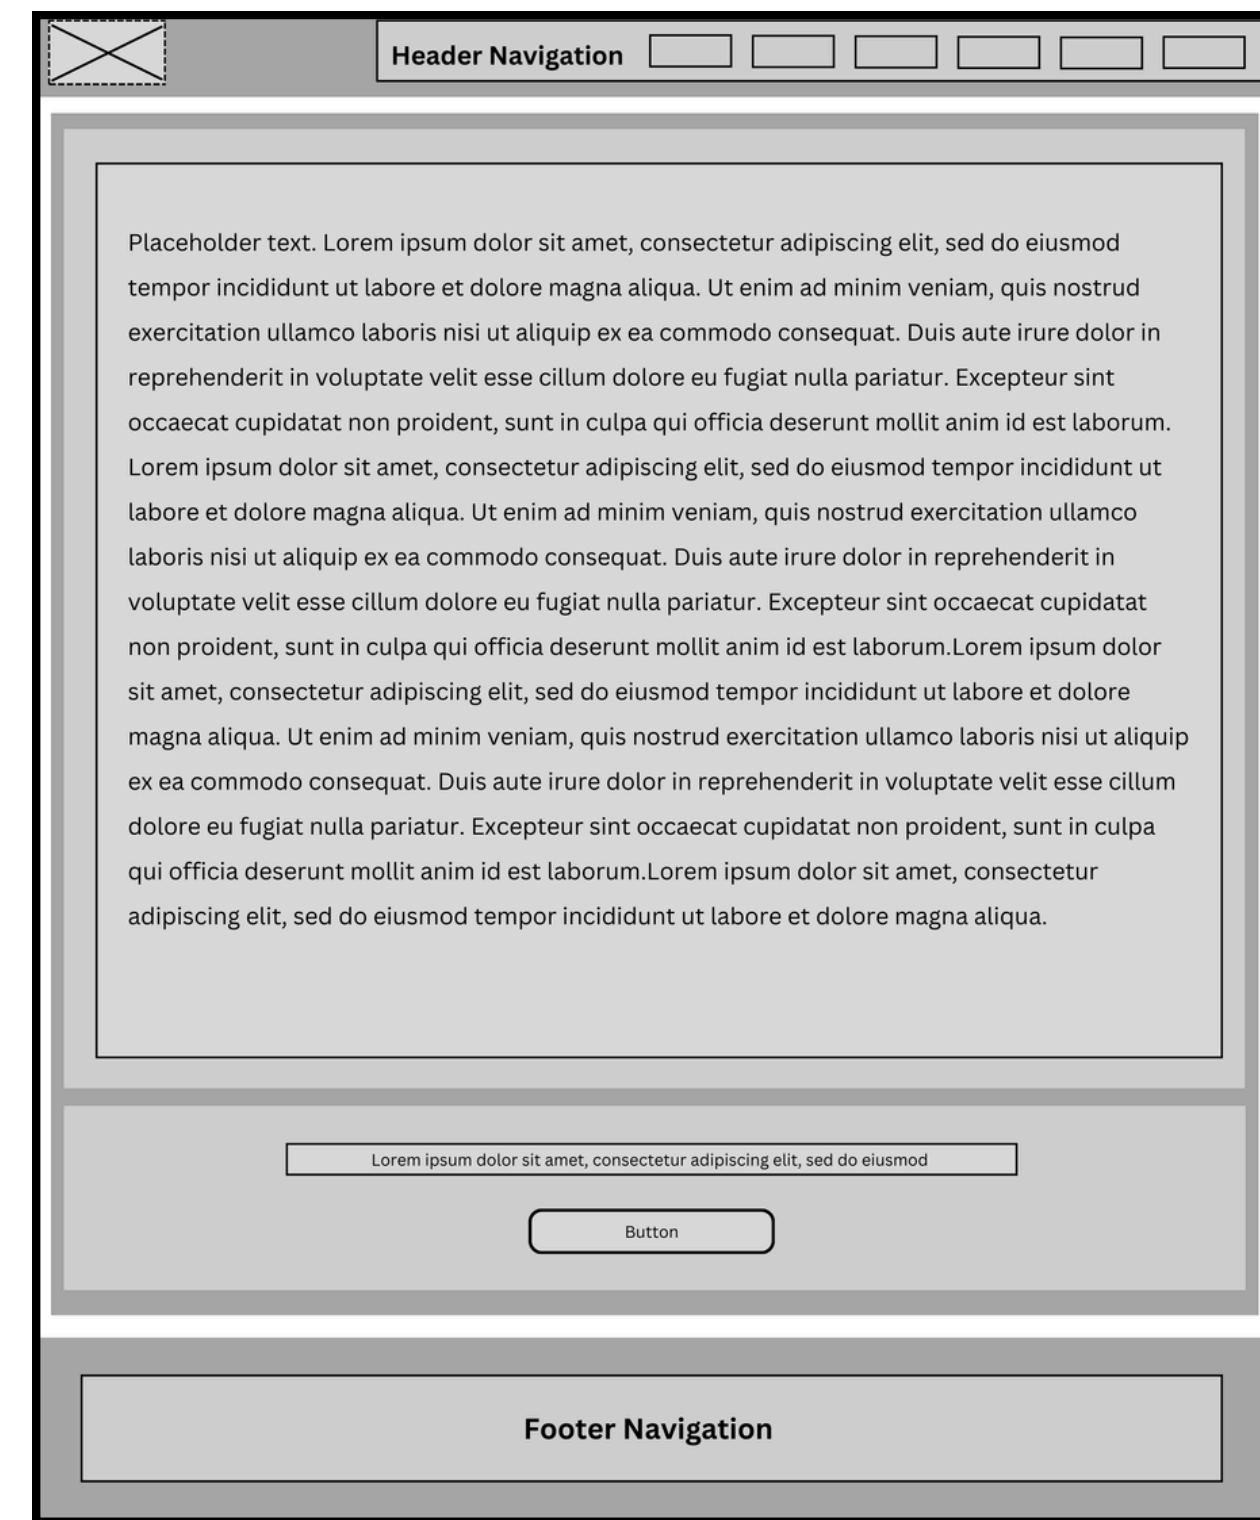 Header Navigation
Placeholder text. Lorem ipsum dolor sit amet, consectetur adipiscing elit, sed do eiusmod
tempor incididunt ut labore et dolore magna aliqua. Ut enim ad minim veniam, quis nostrud
exercitation ullamco laboris nisi ut aliquip ex ea commodo consequat. Duis aute irure dolor in
reprehenderit in voluptate velit esse cillum dolore eu fugiat nulla pariatur. Excepteur sint
occaecat cupidatat non proident, sunt in culpa qui officia deserunt mollit anim id est laborum.
Lorem ipsum dolor sit amet, consectetur adipiscing elit, sed do eiusmod tempor incididunt ut
labore et dolore magna aliqua. Ut enim ad minim veniam, quis nostrud exercitation ullamco
laboris nisi ut aliquip ex ea commodo consequat. Duis aute irure dolor in reprehenderit in
voluptate velit esse cillum dolore eu fugiat nulla pariatur. Excepteur sint occaecat cupidatat
non proident, sunt in culpa qui officia deserunt mollit anim id est laborum.Lorem ipsum dolor
sit amet, consectetur adipiscing elit, sed do eiusmod tempor incididunt ut labore et dolore
magna aliqua. Ut enim ad minim veniam, quis nostrud exercitation ullamco laboris nisi ut aliquip
ex ea commodo consequat. Duis aute irure dolor in reprehenderit in voluptate velit esse cillum
dolore eu fugiat nulla pariatur. Excepteur sint occaecat cupidatat non proident, sunt in culpa
qui officia deserunt mollit anim id est laborum.Lorem ipsum dolor sit amet, consectetur
adipiscing elit, sed do eiusmod tempor incididunt ut labore et dolore magna aliqua.
Lorem ipsum dolor sit amet, consectetur adipiscing elit, sed do eiusmod
Button
Footer Navigation